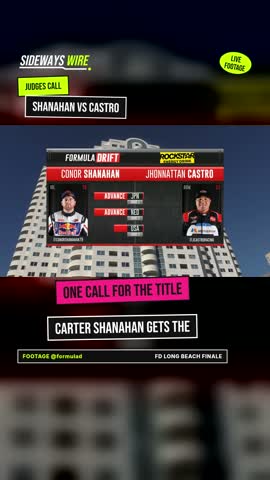 SIDEWAYS WIRE.
LIVE
FOOTAGE
JUDGES CALL
SHANAHAN VS CASTRO
FORMULA DRIFT
ROCKSTAR
CONOR SHANAHAN
JHONNATTAN CASTRO
ADVANCE JPN
ADVANCE NED
USA
ONE CALL FOR THE TITLE
CARTER SHANAHAN GETS THE
FOOTAGE @formulad
FD LONG BEACH FINALE